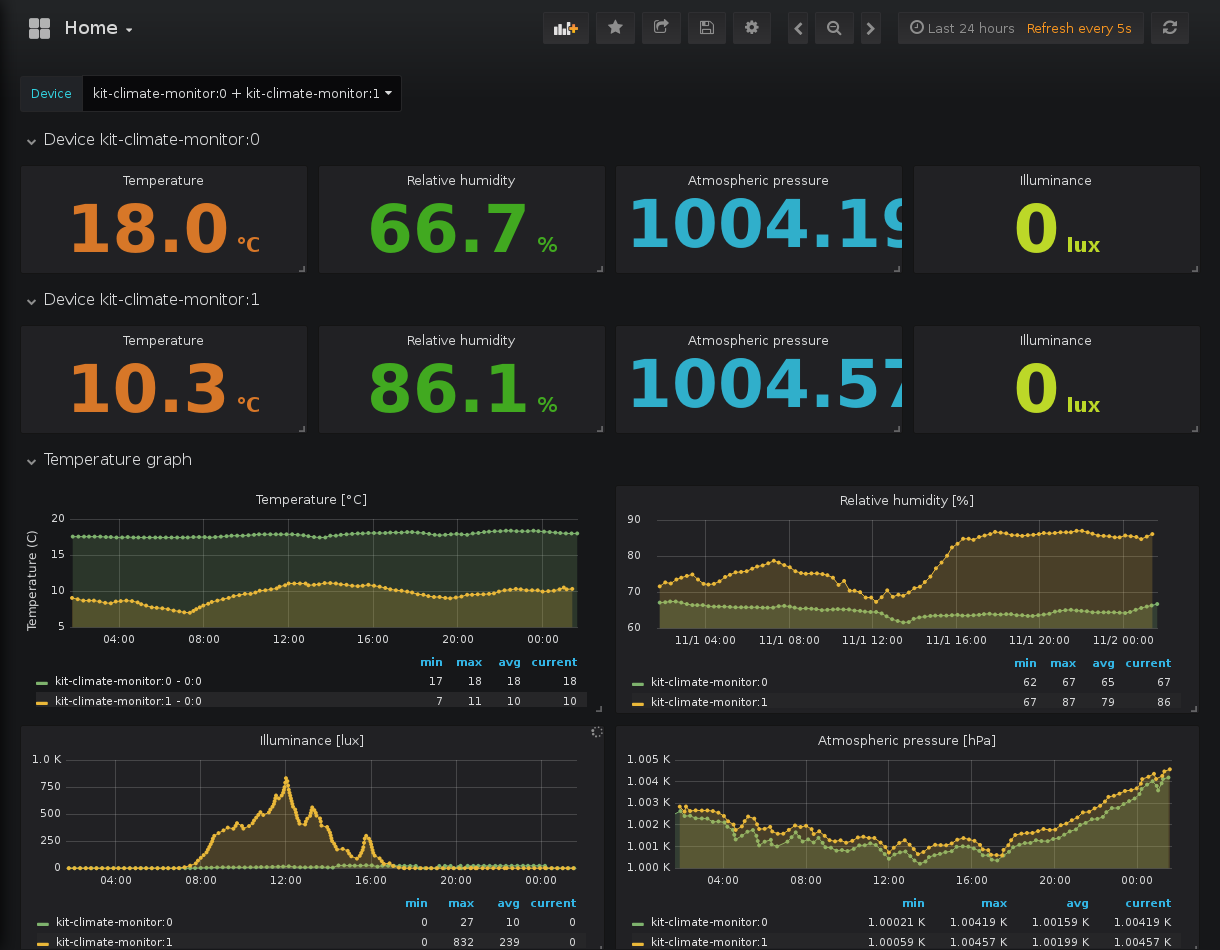 Home
Last 24 hours Refresh every 5s
Device kit-climate-monitor:0 + kit-climate-monitor:1
Device kit-climate-monitor:0
Temperature Relative humidity Atmospheric pressure Illuminance
18.0 °C 66.7 % 1004.19 0 lux
Device kit-climate-monitor:1
Temperature Relative humidity Atmospheric pressure Illuminance
10.3 °C 86.1 % 1004.57 0 lux
Temperature graph
Temperature [°C]
Temperature (C)
20
15
10
5
04:00 08:00 12:00 16:00 20:00 00:00
min max avg current
kit-climate-monitor:0 - 0:0 17 18 18 18
kit-climate-monitor:1 - 0:0 7 11 10 10
Relative humidity [%]
90
80
70
60
11/1 04:00 11/1 08:00 11/1 12:00 11/1 16:00 11/1 20:00 11/2 00:00
min max avg current
kit-climate-monitor:0 62 67 65 67
kit-climate-monitor:1 67 87 79 86
Illuminance [lux]
1.0 K
750
500
250
0
04:00 08:00 12:00 16:00 20:00 00:00
min max avg current
kit-climate-monitor:0 0 27 10 0
kit-climate-monitor:1 0 832 239 0
Atmospheric pressure [hPa]
1.005 K
1.004 K
1.003 K
1.002 K
1.001 K
1.000 K
04:00 08:00 12:00 16:00 20:00 00:00
min max avg current
kit-climate-monitor:0 1.00021 K 1.00419 K 1.00159 K 1.00419 K
kit-climate-monitor:1 1.00059 K 1.00457 K 1.00199 K 1.00457 K